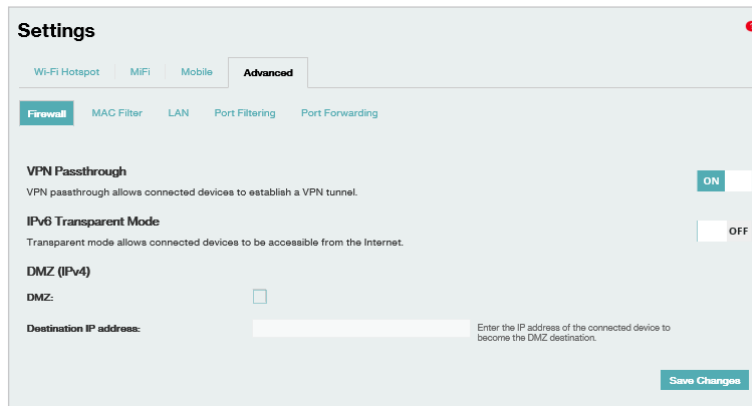 Settings
Wi-Fi Hotspot MiFi Mobile Advanced
Firewall MAC Filter LAN Port Filtering Port Forwarding
VPN Passthrough
ON
VPN passthrough allows connected devices to establish a VPN tunnel.
IPv6 Transparent Mode
OFF
Transparent mode allows connected devices to be accessible from the Internet.
DMZ (IPv4)
DMZ:
Destination IP address:
Enter the IP address of the connected device to
become the DMZ destination.
Save Changes